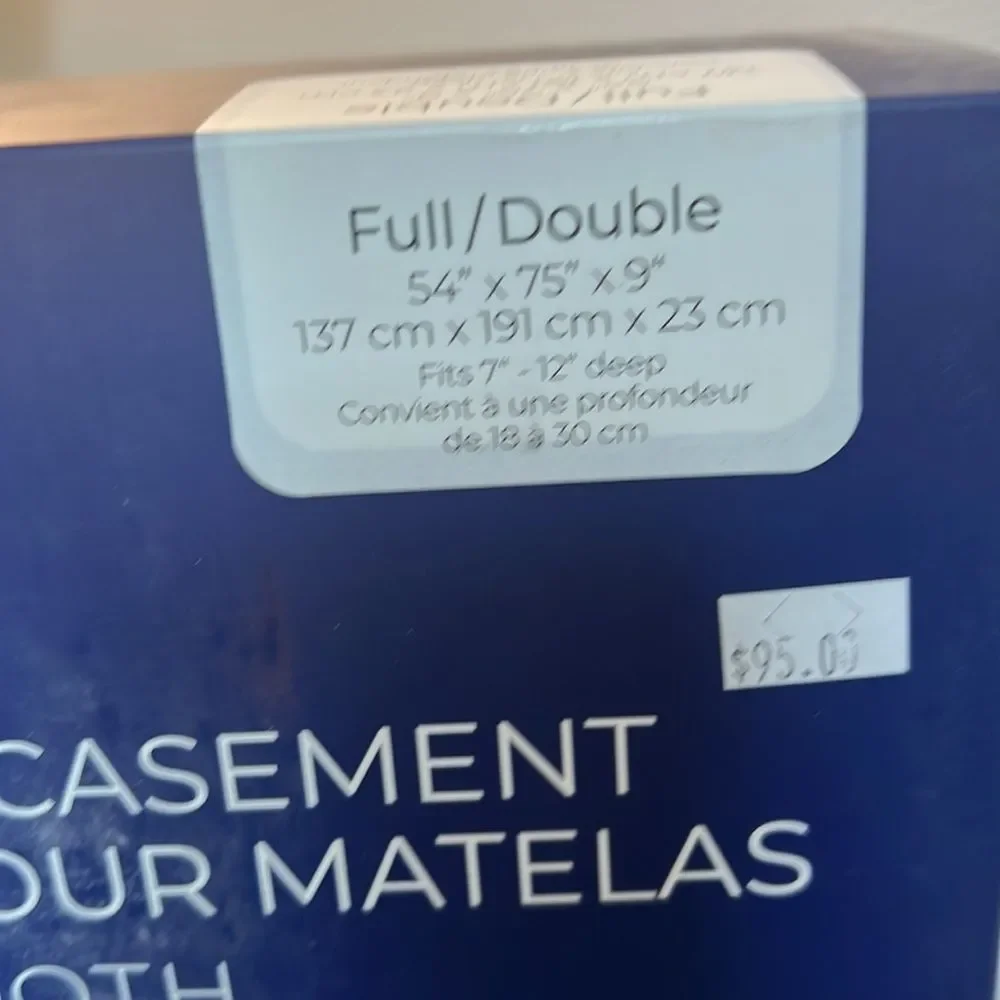 Full/Double
54" x 75" x 9"
137 cm x 191 cm x 23 cm
Fits 7" - 12" deep
Convient à une profondeur
de 18 à 30 cm
$95.00
CASEMENT
OUR MATELAS
OTH